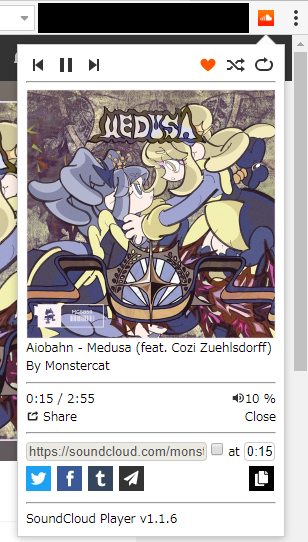 MEDUSA
Aiobahn - Medusa (feat. Cozi Zuehlsdorff)
By Monstercat
0:15 / 2:55
10 %
Share
Close
https://soundcloud.com/monst
at
0:15
SoundCloud Player v1.1.6